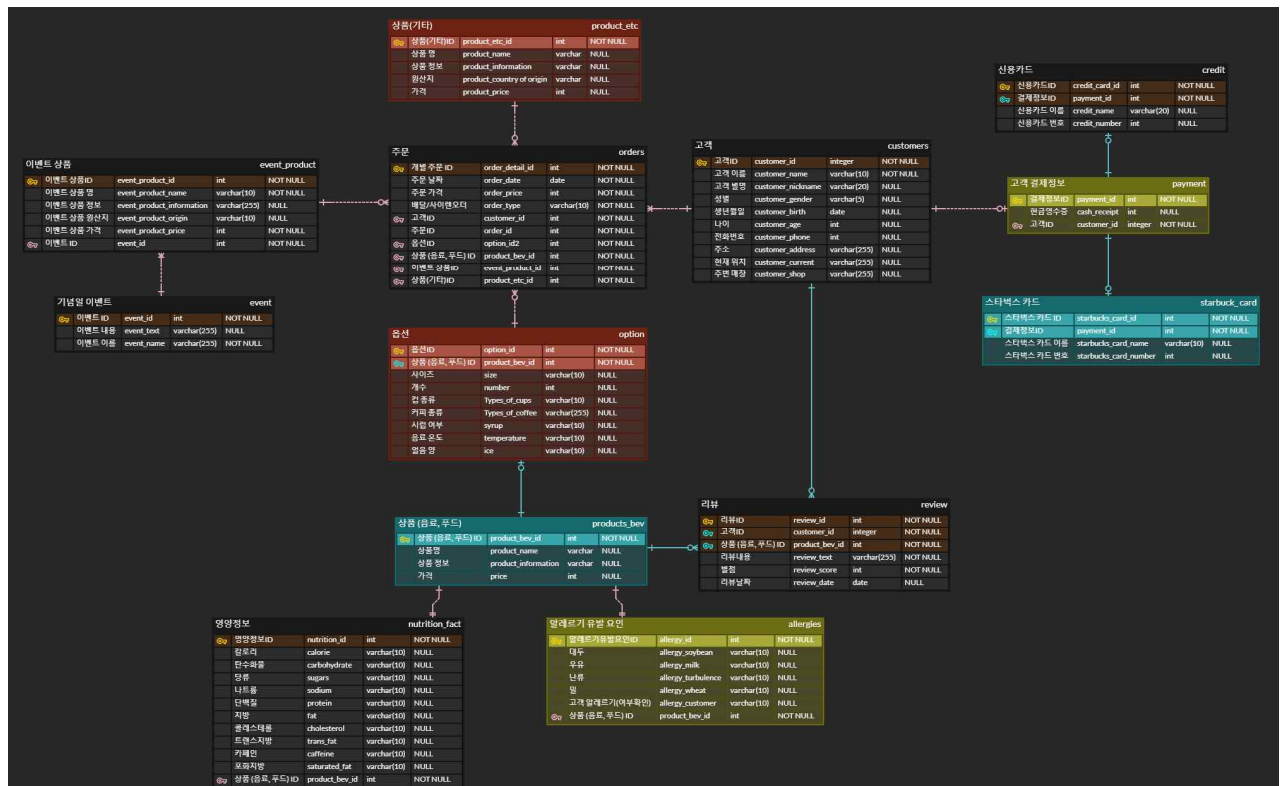 상품(기타) product_etc
상품(기타)ID product_etc_id int NOT NULL
상품 명 product_name varchar NULL
상품 정보 product_information varchar NULL
원산지 product_country of origin varchar NULL
가격 product_price int NULL
신용카드 credit
신용카드ID credit_card_id int NOT NULL
결제정보ID payment_id int NOT NULL
신용카드 이름 credit_name varchar(20) NULL
신용카드 번호 credit_number int NULL
이벤트 상품 event_product
이벤트 상품ID event_product_id int NOT NULL
이벤트 상품 명 event_product_name varchar(10) NOT NULL
이벤트 상품 정보 event_product_information varchar(255) NULL
이벤트 상품 원산지 event_product_origin varchar(10) NULL
이벤트 상품 가격 event_product_price int NULL
이벤트 ID event_id int NOT NULL
주문 orders
개별 주문 ID order_detail_id int NOT NULL
주문 날짜 order_date date NOT NULL
주문 가격 order_price int NOT NULL
배달/사이렌오더 order_type varchar(10) NOT NULL
고객ID customer_id int NOT NULL
주문ID order_id int NOT NULL
옵션ID option_id2 int NOT NULL
상품 (음료, 푸드) ID product_bev_id int NOT NULL
이벤트 상품ID event_product_id int NOT NULL
상품(기타)ID product_etc_id int NOT NULL
고객 customers
고객ID customer_id integer NOT NULL
고객 이름 customer_name varchar(10) NOT NULL
고객 별명 customer_nickname varchar(20) NULL
성별 customer_gender varchar(5) NULL
생년월일 customer_birth date NULL
나이 customer_age int NULL
전화번호 customer_phone int NULL
주소 customer_address varchar(255) NULL
현재 위치 customer_current varchar(255) NULL
주변 매장 customer_shop varchar(255) NULL
고객 결제정보 payment
결제정보ID payment_id int NOT NULL
현금영수증 cash_receipt int NULL
고객ID customer_id integer NOT NULL
기념일 이벤트 event
이벤트 ID event_id int NOT NULL
이벤트 내용 event_text varchar(255) NULL
이벤트 이름 event_name varchar(255) NOT NULL
스타벅스 카드 starbuck_card
스타벅스 카드 ID starbucks_card_id int NOT NULL
결제정보ID payment_id int NOT NULL
스타벅스 카드 이름 starbucks_card_name varchar(10) NULL
스타벅스 카드 번호 starbucks_card_number int NULL
옵션 option
옵션ID option_id int NOT NULL
상품 (음료, 푸드) ID product_bev_id int NOT NULL
사이즈 size varchar(10) NULL
개수 number int NULL
컵 종류 Types_of_cups varchar(10) NULL
커피 종류 Types_of_coffee varchar(255) NULL
시럽 여부 syrup varchar(10) NULL
음료 온도 temperature varchar(10) NULL
얼음 양 ice varchar(10) NULL
상품 (음료, 푸드) products_bev
상품 (음료, 푸드) ID product_bev_id int NOT NULL
상품명 product_name varchar NULL
상품 정보 product_information varchar NULL
가격 price int NULL
리뷰 review
리뷰ID review_id int NOT NULL
고객ID customer_id integer NOT NULL
상품 (음료, 푸드) ID product_bev_id int NOT NULL
리뷰내용 review_text varchar(255) NOT NULL
별점 review_score int NOT NULL
리뷰날짜 review_date date NULL
영양정보 nutrition_fact
영양정보ID nutrition_id int NOT NULL
칼로리 calorie varchar(10) NULL
탄수화물 carbohydrate varchar(10) NULL
당류 sugars varchar(10) NULL
나트륨 sodium varchar(10) NULL
단백질 protein varchar(10) NULL
지방 fat varchar(10) NULL
콜레스테롤 cholesterol varchar(10) NULL
트랜스지방 trans_fat varchar(10) NULL
카페인 caffeine varchar(10) NULL
포화지방 saturated_fat varchar(10) NULL
상품 (음료, 푸드) ID product_bev_id int NOT NULL
알레르기 유발 요인 allergies
알레르기유발요인ID allergy_id int NOT NULL
대두 allergy_soybean varchar(10) NULL
우유 allergy_milk varchar(10) NULL
난류 allergy_turbulence varchar(10) NULL
밀 allergy_wheat varchar(10) NULL
고객 알레르기(여부확인) allergy_customer varchar(10) NULL
상품 (음료, 푸드) ID product_bev_id int NOT NULL